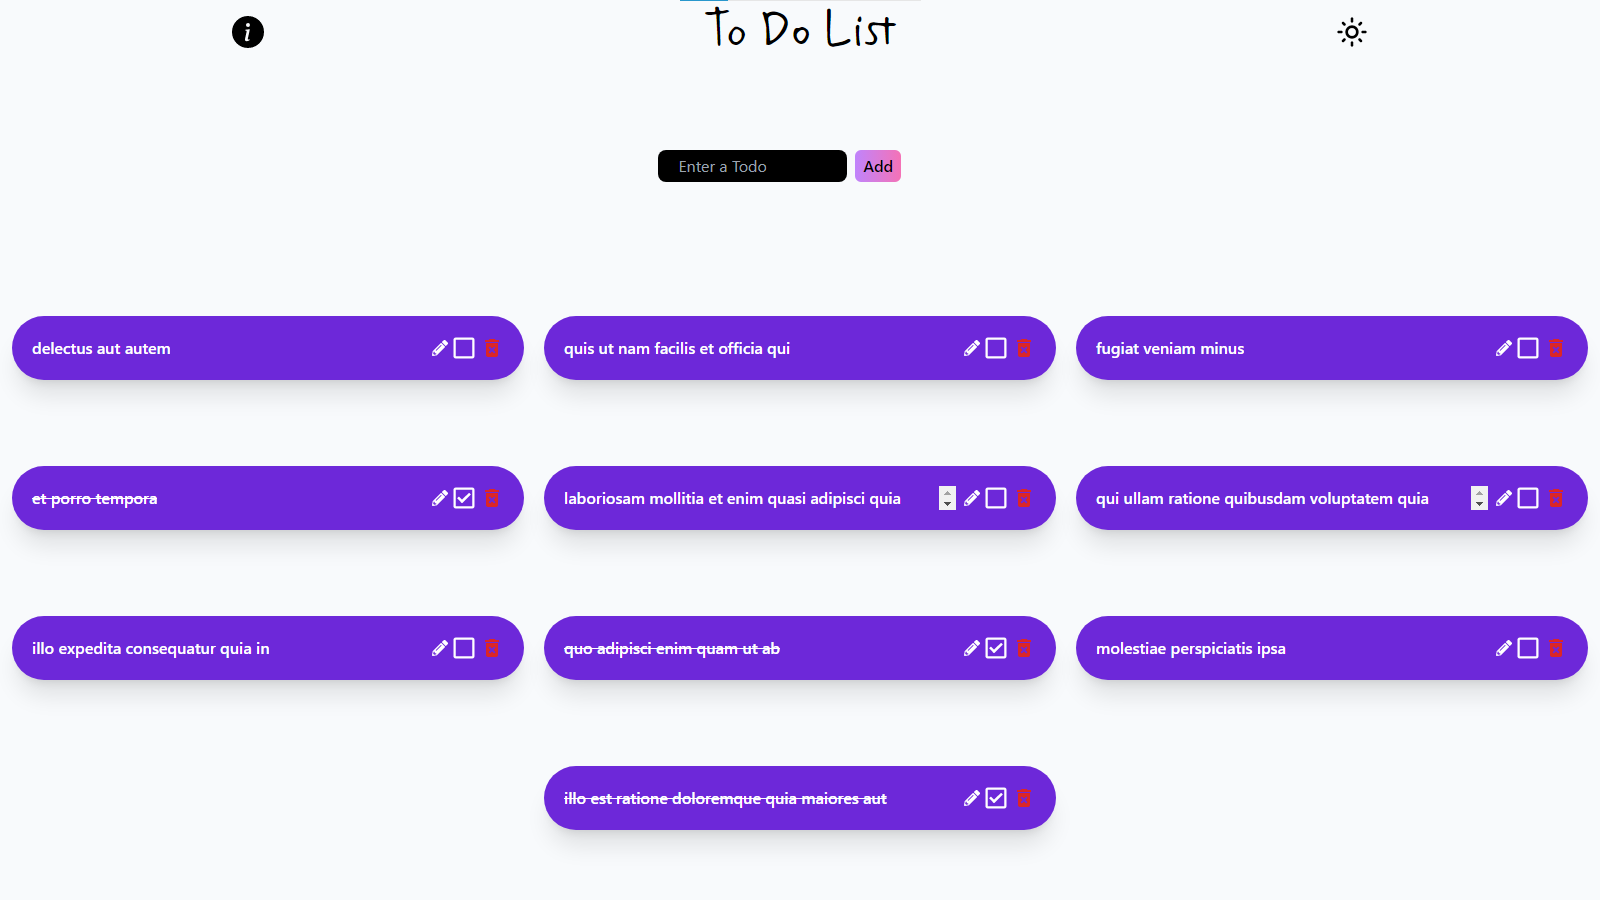 To Do List
Enter a Todo
Add
delectus aut autem
quis ut nam facilis et officia qui
fugiat veniam minus
et porro tempora
laboriosam mollitia et enim quasi adipisci quia
qui ullam ratione quibusdam voluptatem quia
illo expedita consequatur quia in
quo adipisci enim quam ut ab
molestiae perspiciatis ipsa
illo est ratione doloremque quia maiores aut